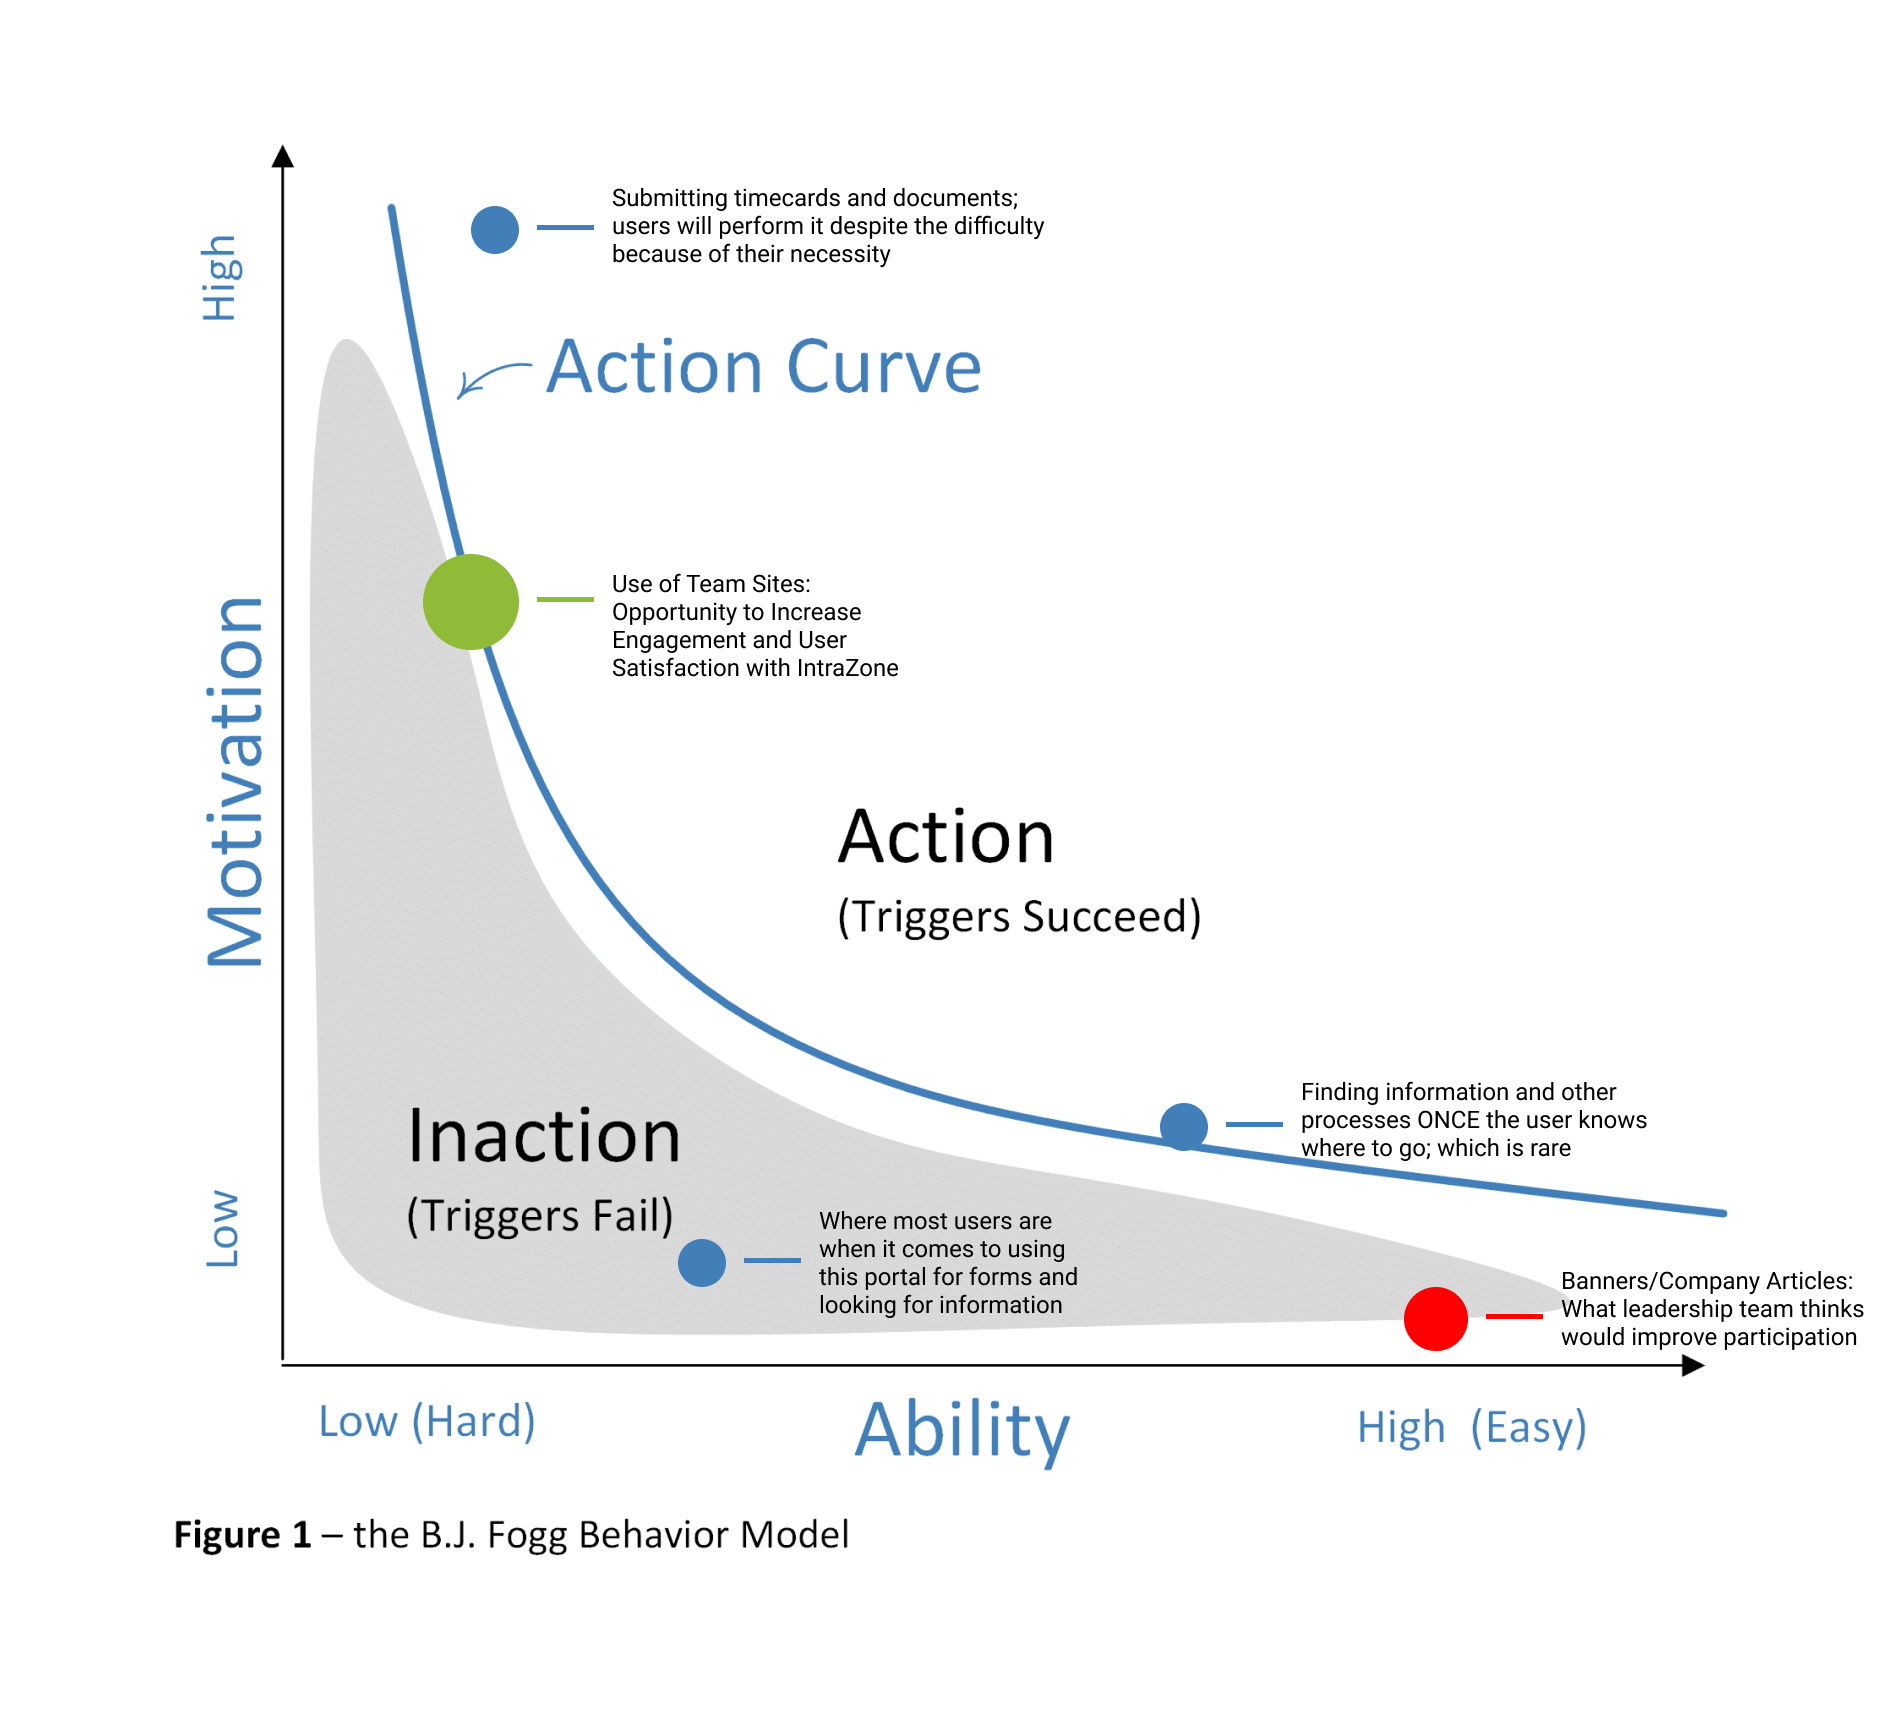 High
Submitting timecards and documents;
users will perform it despite the difficulty
because of their necessity
Action Curve
Use of Team Sites:
Opportunity to Increase
Engagement and User
Satisfaction with IntraZone
Motivation
Action
(Triggers Succeed)
Finding information and other
processes ONCE the user knows
where to go; which is rare
Inaction
(Triggers Fail)
Low
Where most users are
when it comes to using
this portal for forms and
looking for information
Banners/Company Articles:
What leadership team thinks
would improve participation
Low (Hard)
Ability
High (Easy)
Figure 1 – the B.J. Fogg Behavior Model